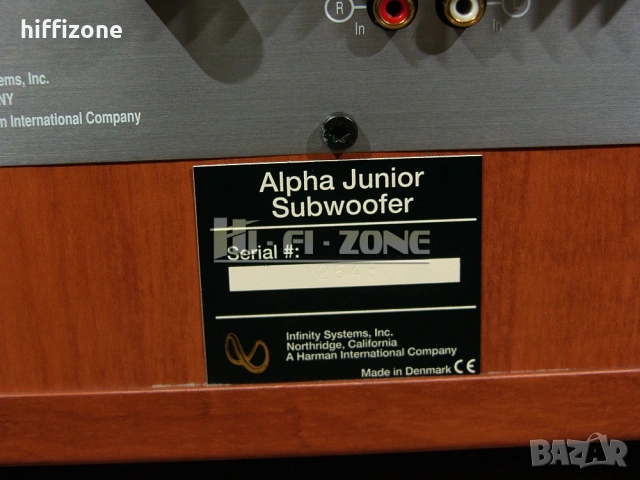 hiffizone
R
In
In
ems, Inc.
NY
n International Company
Alpha Junior
Subwoofer
Hi-Fi-ZONE
Serial #:
Infinity Systems, Inc.
Northridge, California
A Harman International Company
Made in Denmark CE
BAZAR